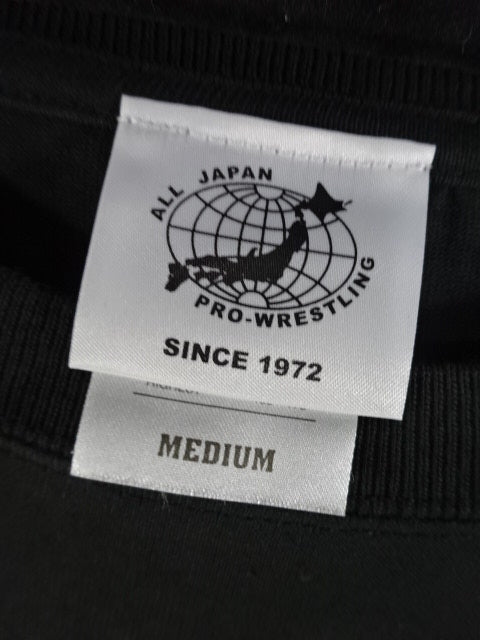 ALL JAPAN
PRO-WRESTLING
SINCE 1972
MEDIUM